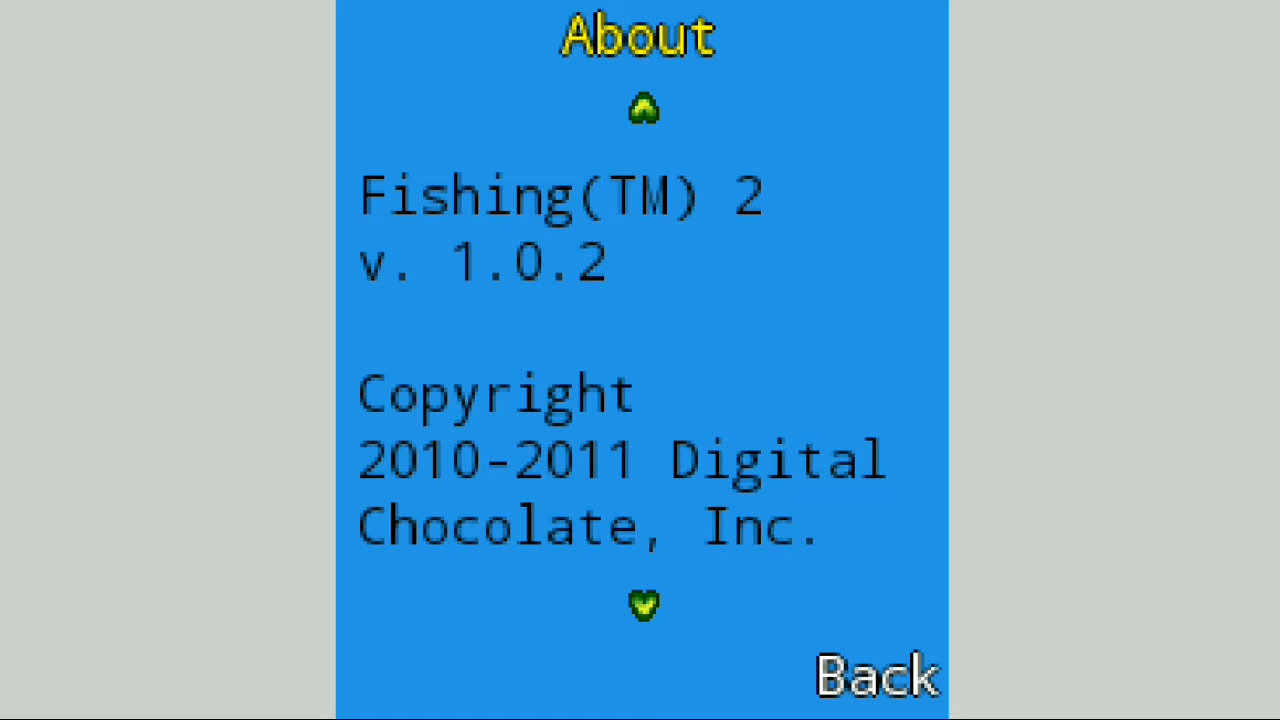 About
Fishing(TM) 2
v. 1.0.2
Copyright
2010-2011 Digital
Chocolate, Inc.
Back